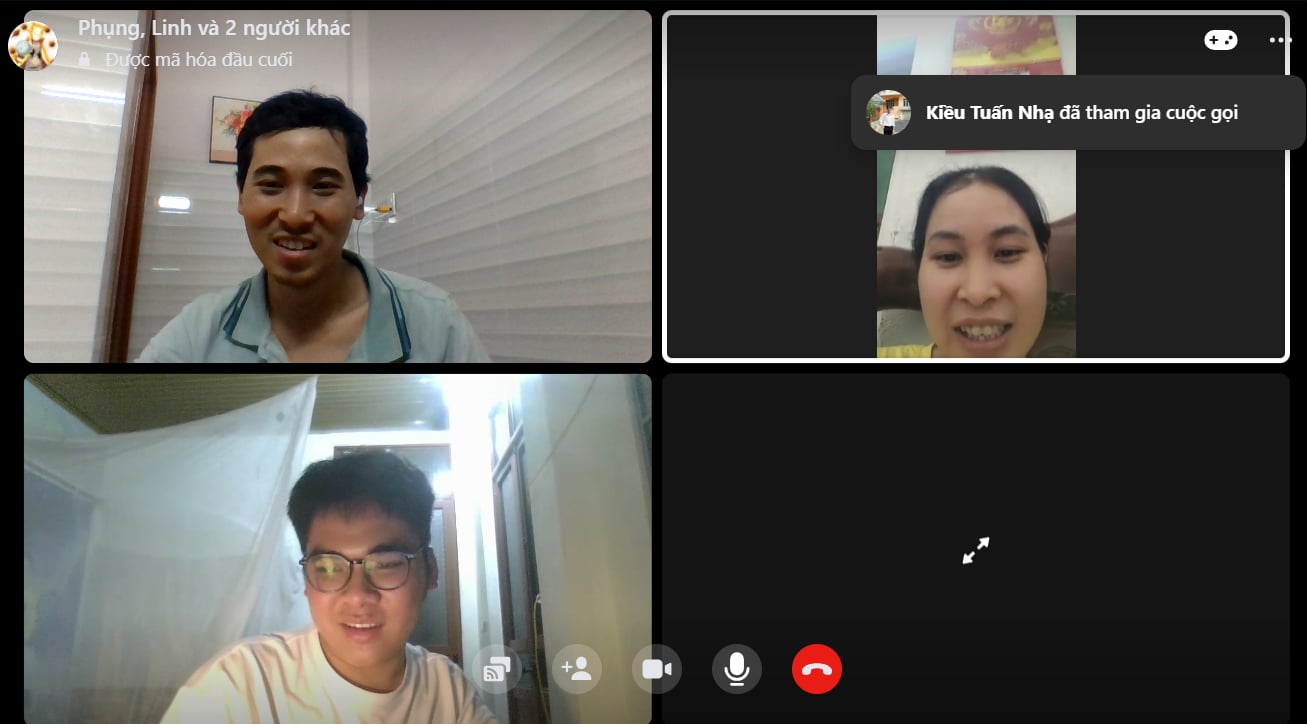 Phụng, Linh và 2 người khác
Được mã hóa đầu cuối
Kiều Tuấn Nhạ đã tham gia cuộc gọi